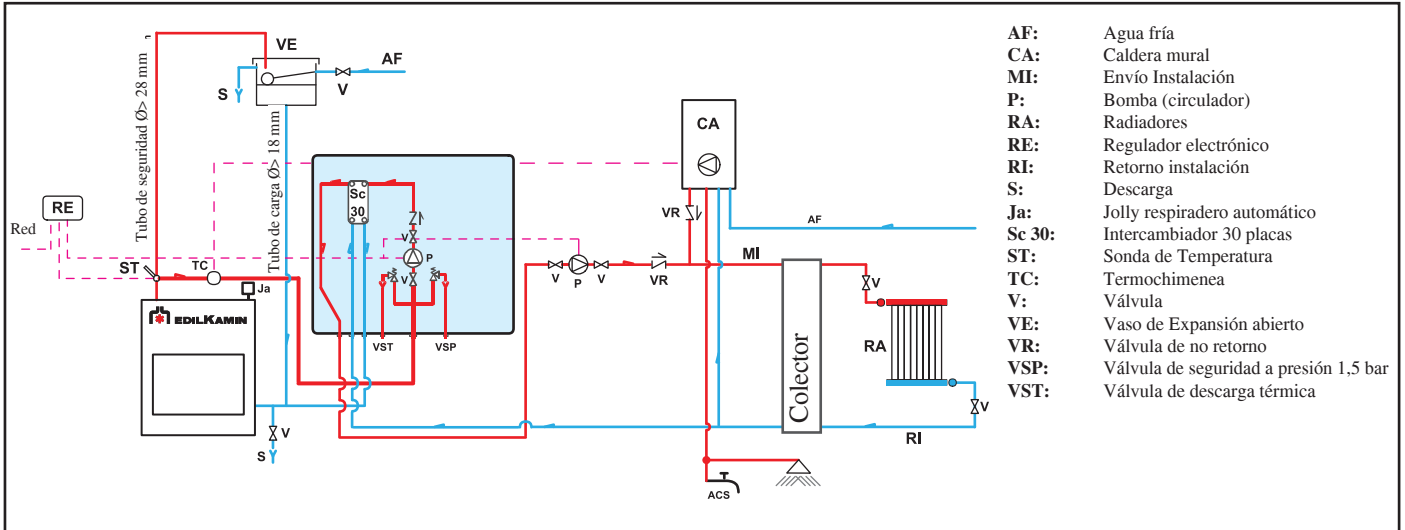 VE
AF
V
S
Tubo de seguridad Ø> 28 mm
Tubo de carga Ø> 18 mm
RE
Red
ST
TC
Ja
EDILKAMIN
V
S
Sc
30
V
P
V
VST
VSP
CA
VR
AF
MI
V
P
V
VR
Colector
V
RA
V
RI
ACS
AF: Agua fría
CA: Caldera mural
MI: Envío Instalación
P: Bomba (circulador)
RA: Radiadores
RE: Regulador electrónico
RI: Retorno instalación
S: Descarga
Ja: Jolly respiradero automático
Sc 30: Intercambiador 30 placas
ST: Sonda de Temperatura
TC: Termochimenea
V: Válvula
VE: Vaso de Expansión abierto
VR: Válvula de no retorno
VSP: Válvula de seguridad a presión 1,5 bar
VST: Válvula de descarga térmica